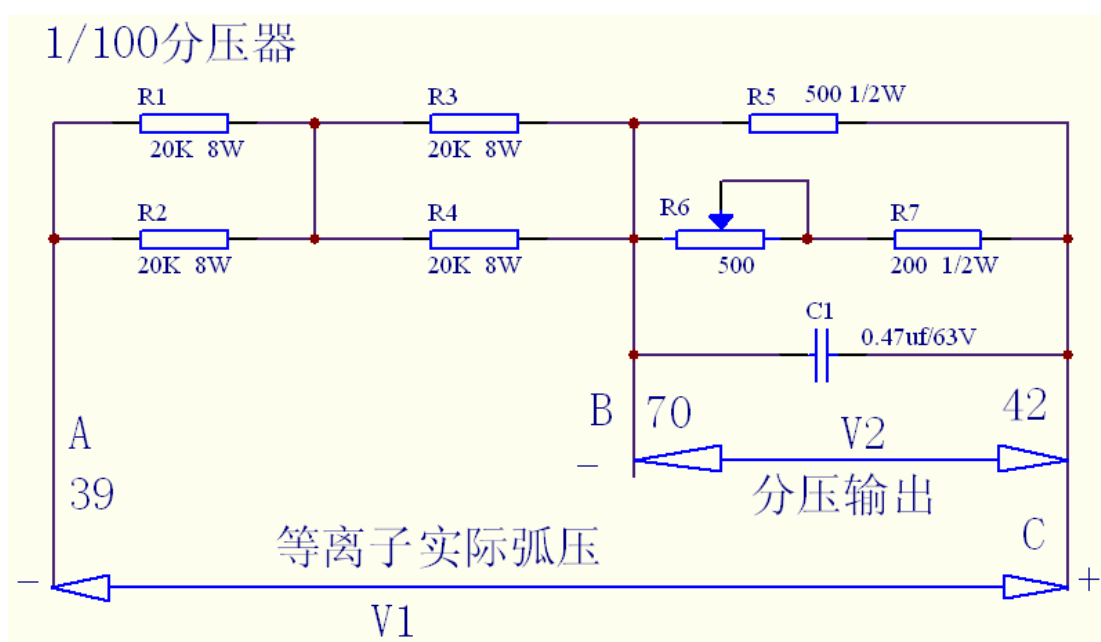 1/100分压器
R1
R3
R5 500 1/2W
20K 8W
20K 8W
R2
R4
R6
R7
20K 8W
20K 8W
500
200 1/2W
C1
0.47uf/63V
A
B
70
42
V2
39
-
分压输出
等离子实际弧压
C
-
+
V1